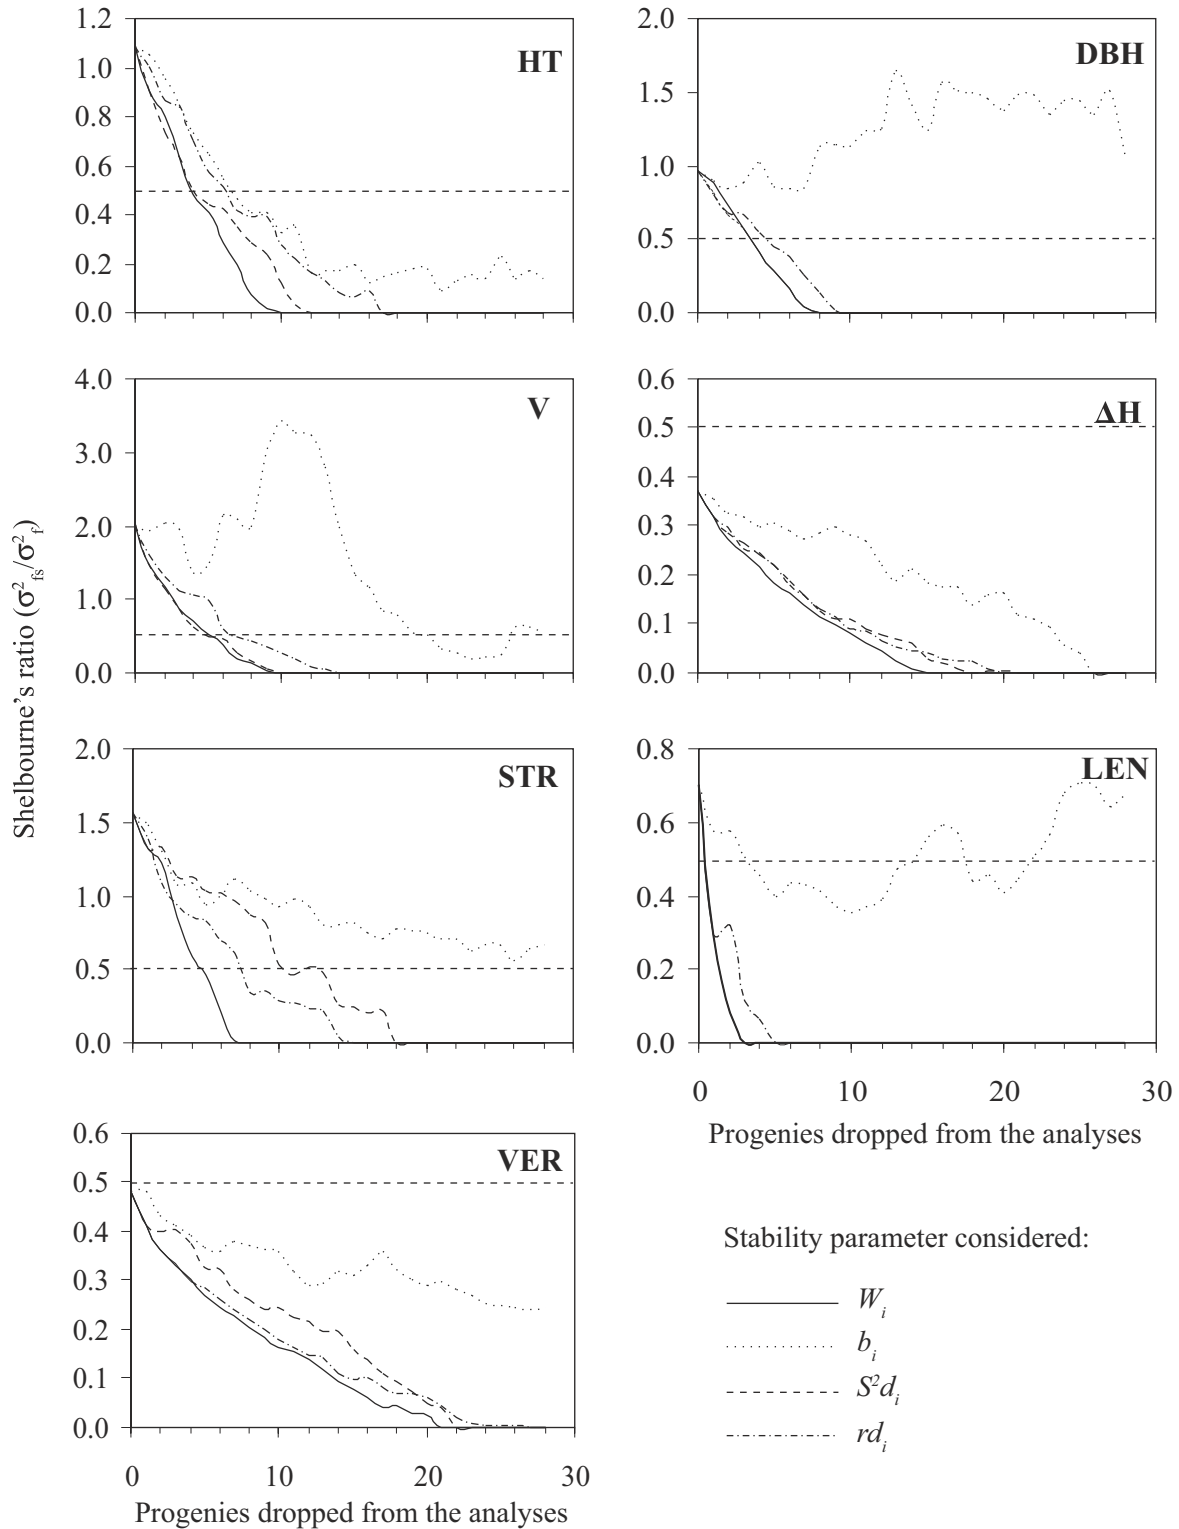 Shelbourne's ratio (σ²fs/σ²f)
HT
1.2
1.0
0.8
0.6
0.4
0.2
0.0
DBH
2.0
1.5
1.0
0.5
0.0
V
4.0
3.0
2.0
1.0
0.0
ΔH
0.6
0.5
0.4
0.3
0.2
0.1
0.0
STR
2.0
1.5
1.0
0.5
0.0
LEN
0.8
0.6
0.4
0.2
0.0
0 10 20 30
Progenies dropped from the analyses
VER
0.6
0.5
0.4
0.3
0.2
0.1
0.0
0 10 20 30
Progenies dropped from the analyses
Stability parameter considered:
Wi
bi
S²di
rdi